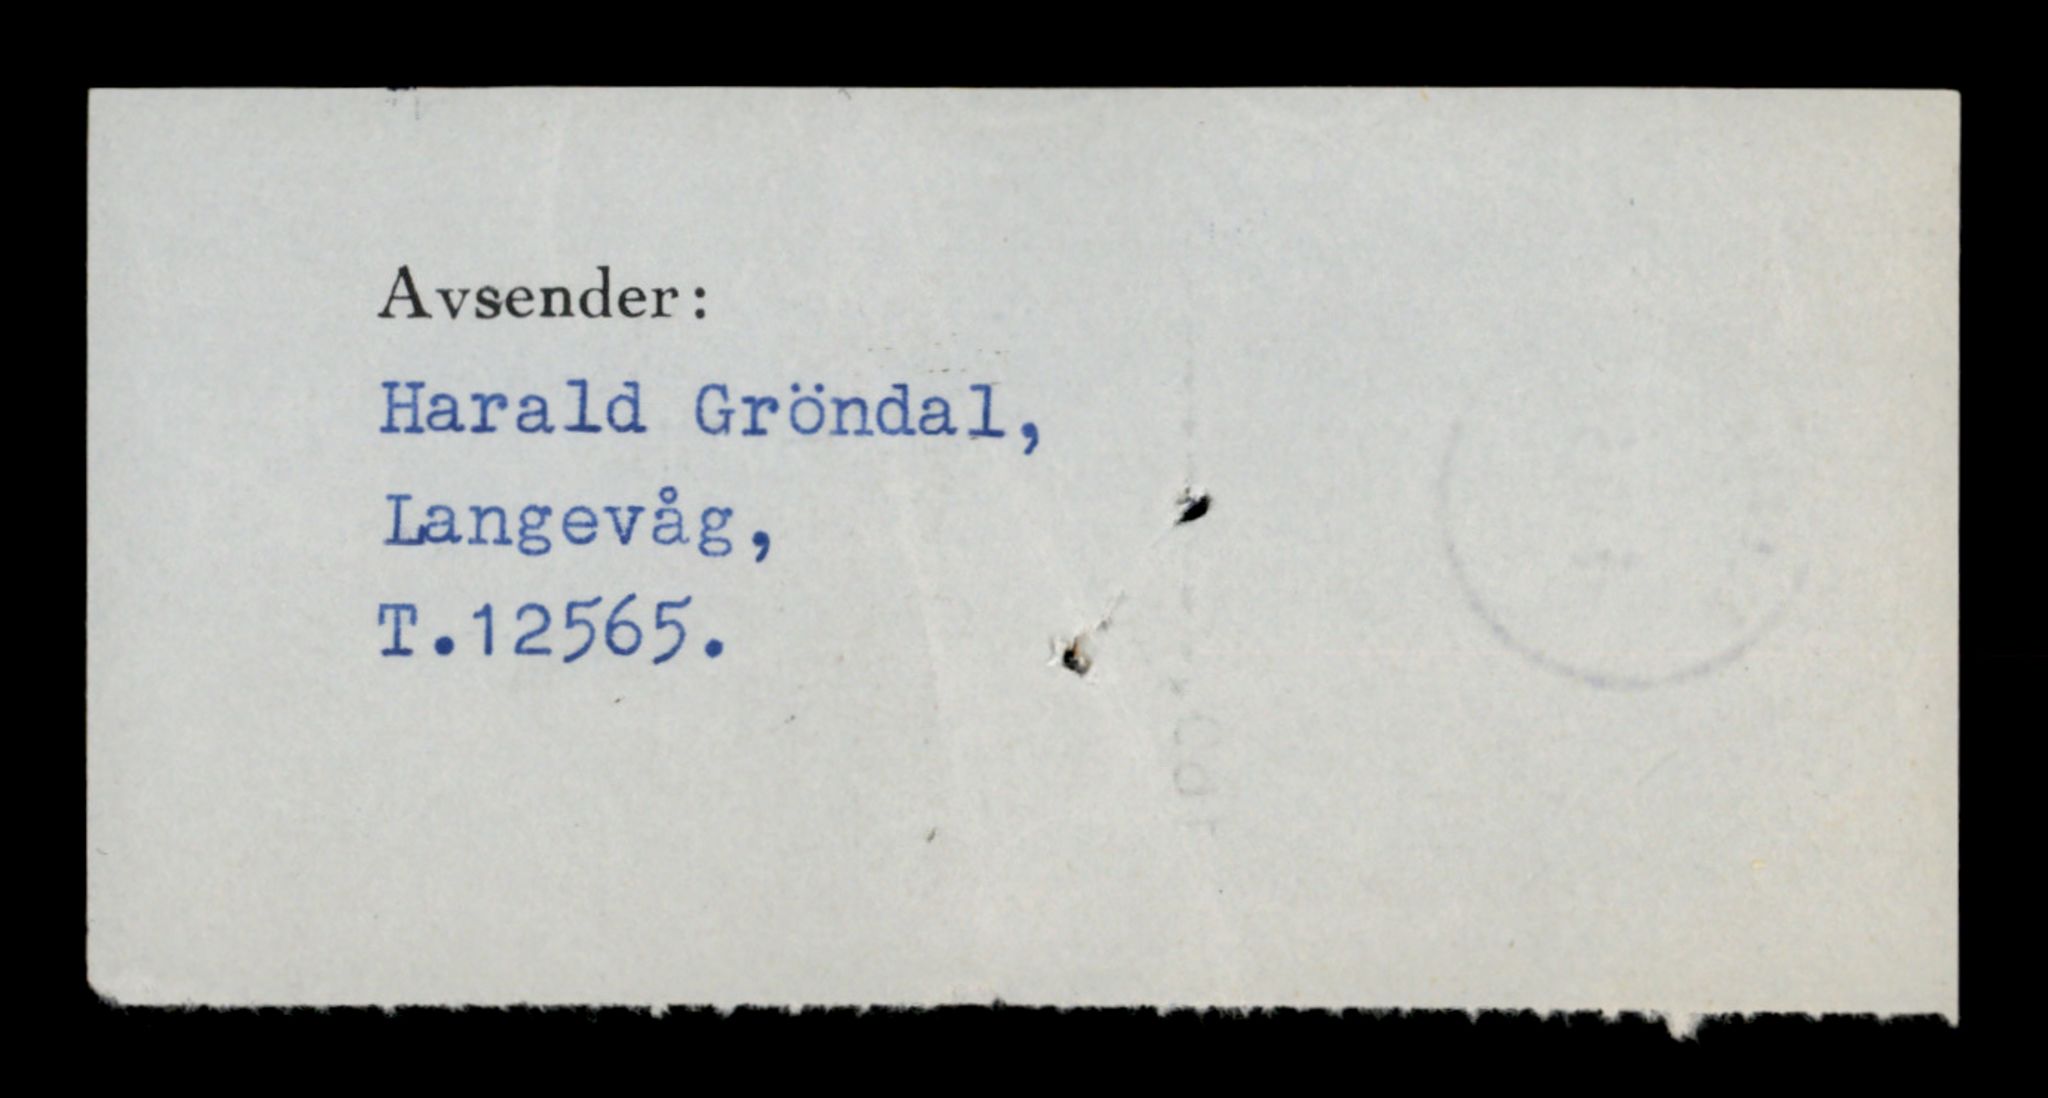 Avsender:
Harald Gröndal,
Langevåg,
T.12565.